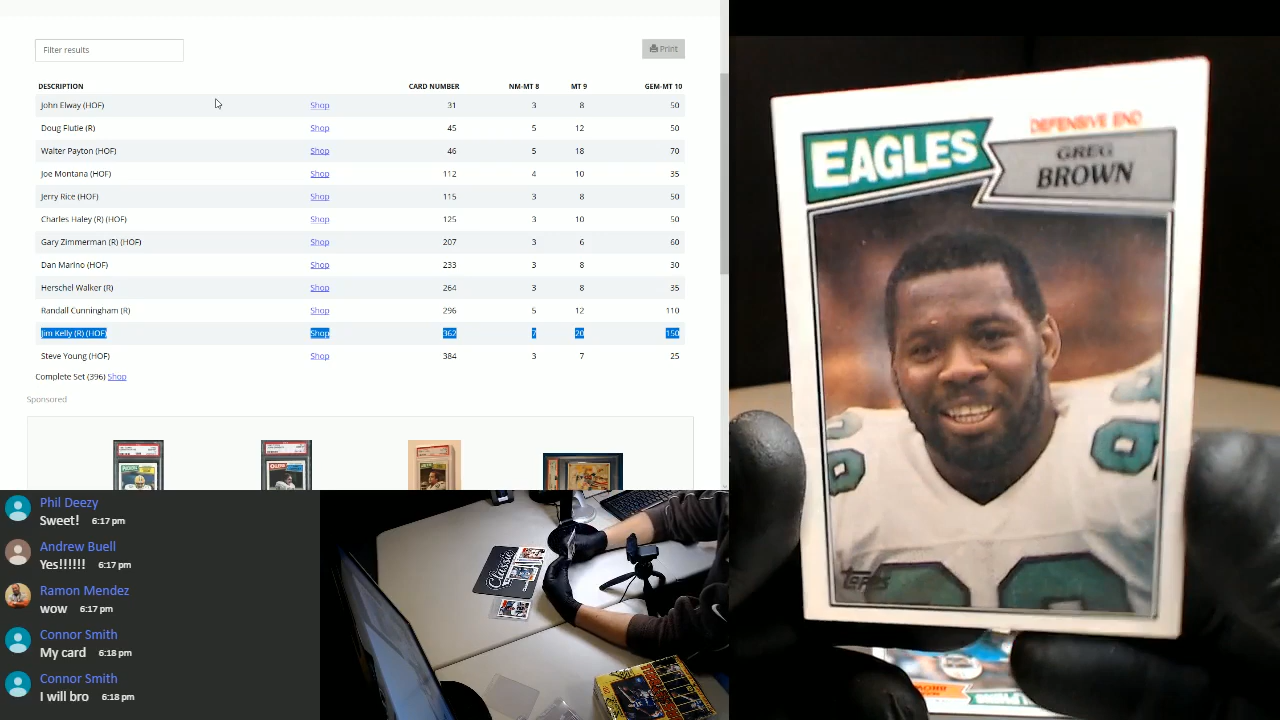 Filter results
Print
DESCRIPTION CARD NUMBER NM-MT 8 MT 9 GEM-MT 10
John Elway (HOF) Shop 31 3 8 50
Doug Flutie (R) Shop 45 5 12 50
Walter Payton (HOF) Shop 46 5 18 70
Joe Montana (HOF) Shop 112 4 10 35
Jerry Rice (HOF) Shop 115 3 8 50
Charles Haley (R) (HOF) Shop 125 3 10 50
Gary Zimmerman (R) (HOF) Shop 207 3 6 60
Dan Marino (HOF) Shop 233 3 8 30
Herschel Walker (R) Shop 264 3 8 35
Randall Cunningham (R) Shop 296 5 12 110
Jim Kelly (R) (HOF) Shop 362 7 20 150
Steve Young (HOF) Shop 384 3 7 25
Complete Set (396) Shop
Sponsored
Phil Deezy
Sweet! 6:17 pm
Andrew Buell
Yes!!!!!! 6:17 pm
Ramon Mendez
wow 6:17 pm
Connor Smith
My card 6:18 pm
Connor Smith
I will bro 6:18 pm
Classic
DEFENSIVE END
EAGLES
GREG
BROWN
TOPPS